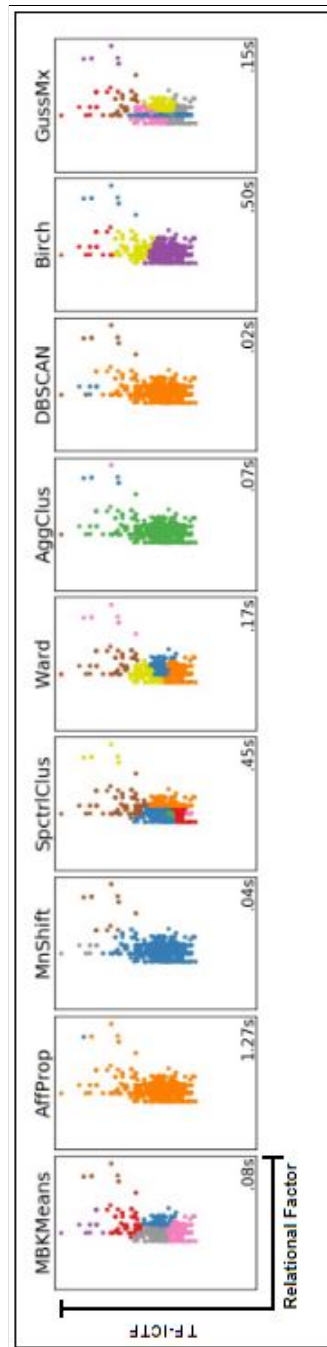 MBKMeans
AffProp
MnShift
SpctrlClus
Ward
AggClus
DBSCAN
Birch
GussMx
.08s
1.27s
.04s
.45s
.17s
.07s
.02s
.50s
.15s
TF-ICTF
Relational Factor